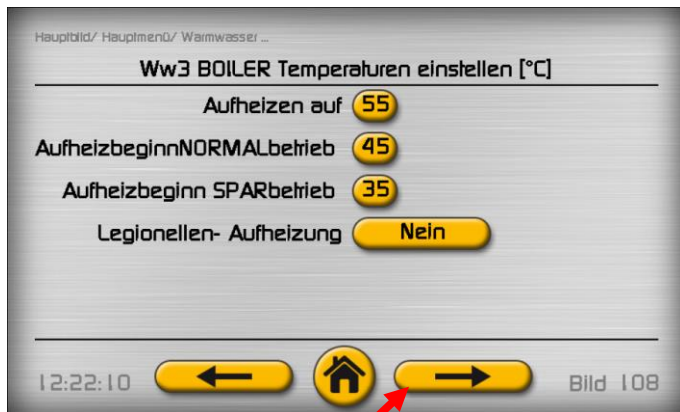 Hauptbild/ Hauptmenü/ Warmwasser ...
Ww3 BOILER Temperaturen einstellen [°C]
Aufheizen auf 55
AufheizbeginnNORMALbetrieb 45
Aufheizbeginn SPARbetrieb 35
Legionellen- Aufheizung Nein
12:22:10 Bild 108